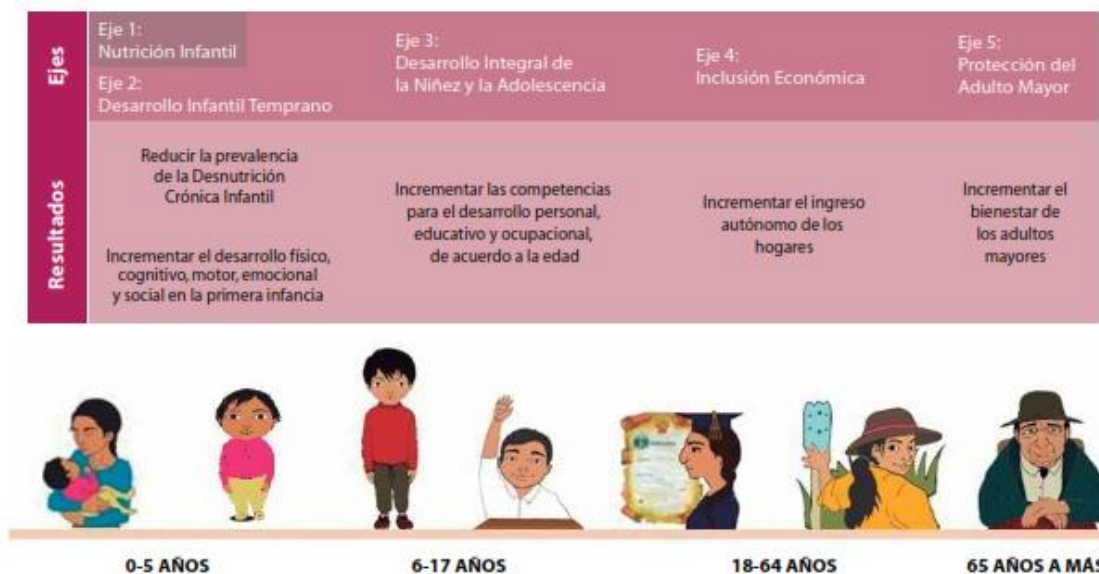 Ejes
Eje 1:
Nutrición Infantil
Eje 2:
Desarrollo Infantil Temprano
Eje 3:
Desarrollo Integral de
la Niñez y la Adolescencia
Eje 4:
Inclusión Económica
Eje 5:
Protección del
Adulto Mayor
Resultados
Reducir la prevalencia
de la Desnutrición
Crónica Infantil
Incrementar el desarrollo físico,
cognitivo, motor, emocional
y social en la primera infancia
Incrementar las competencias
para el desarrollo personal,
educativo y ocupacional,
de acuerdo a la edad
Incrementar el ingreso
autónomo de los
hogares
Incrementar el
bienestar de
los adultos
mayores
0-5 AÑOS
6-17 AÑOS
18-64 AÑOS
65 AÑOS A MÁS